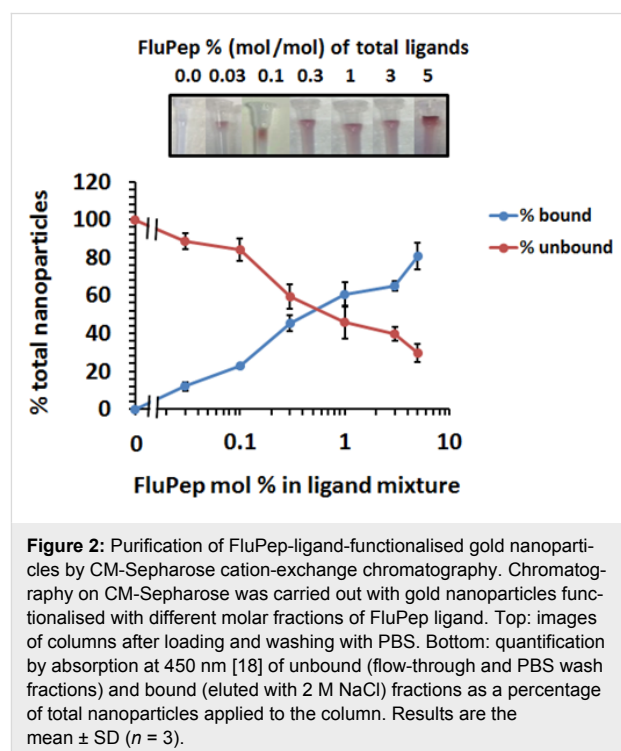 FluPep % (mol/mol) of total ligands
0.0 0.03 0.1 0.3 1 3 5
120
100
80
60
40
20
0
% total nanoparticles
% bound
% unbound
0 0.1 1 10
FluPep mol % in ligand mixture
Figure 2: Purification of FluPep-ligand-functionalised gold nanoparti-
cles by CM-Sepharose cation-exchange chromatography. Chromatog-
raphy on CM-Sepharose was carried out with gold nanoparticles func-
tionalised with different molar fractions of FluPep ligand. Top: images
of columns after loading and washing with PBS. Bottom: quantification
by absorption at 450 nm [18] of unbound (flow-through and PBS wash
fractions) and bound (eluted with 2 M NaCl) fractions as a percentage
of total nanoparticles applied to the column. Results are the
mean ± SD (n = 3).